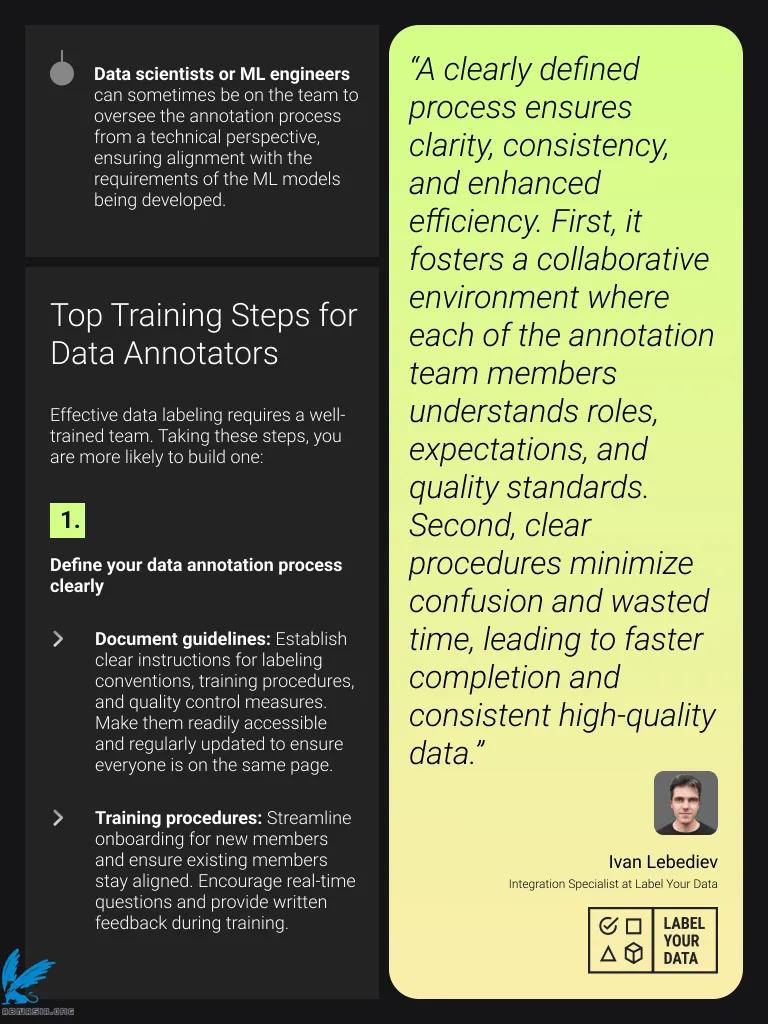 Data scientists or ML engineers
can sometimes be on the team to
oversee the annotation process
from a technical perspective,
ensuring alignment with the
requirements of the ML models
being developed.
Top Training Steps for
Data Annotators
Effective data labeling requires a well-
trained team. Taking these steps, you
are more likely to build one:
1.
Define your data annotation process
clearly
Document guidelines: Establish
clear instructions for labeling
conventions, training procedures,
and quality control measures.
Make them readily accessible
and regularly updated to ensure
everyone is on the same page.
Training procedures: Streamline
onboarding for new members
and ensure existing members
stay aligned. Encourage real-time
questions and provide written
feedback during training.
“A clearly defined
process ensures
clarity, consistency,
and enhanced
efficiency. First, it
fosters a collaborative
environment where
each of the annotation
team members
understands roles,
expectations, and
quality standards.
Second, clear
procedures minimize
confusion and wasted
time, leading to faster
completion and
consistent high-quality
data.”
Ivan Lebediev
Integration Specialist at Label Your Data
LABEL
YOUR
DATA
ABNASIA.ORG